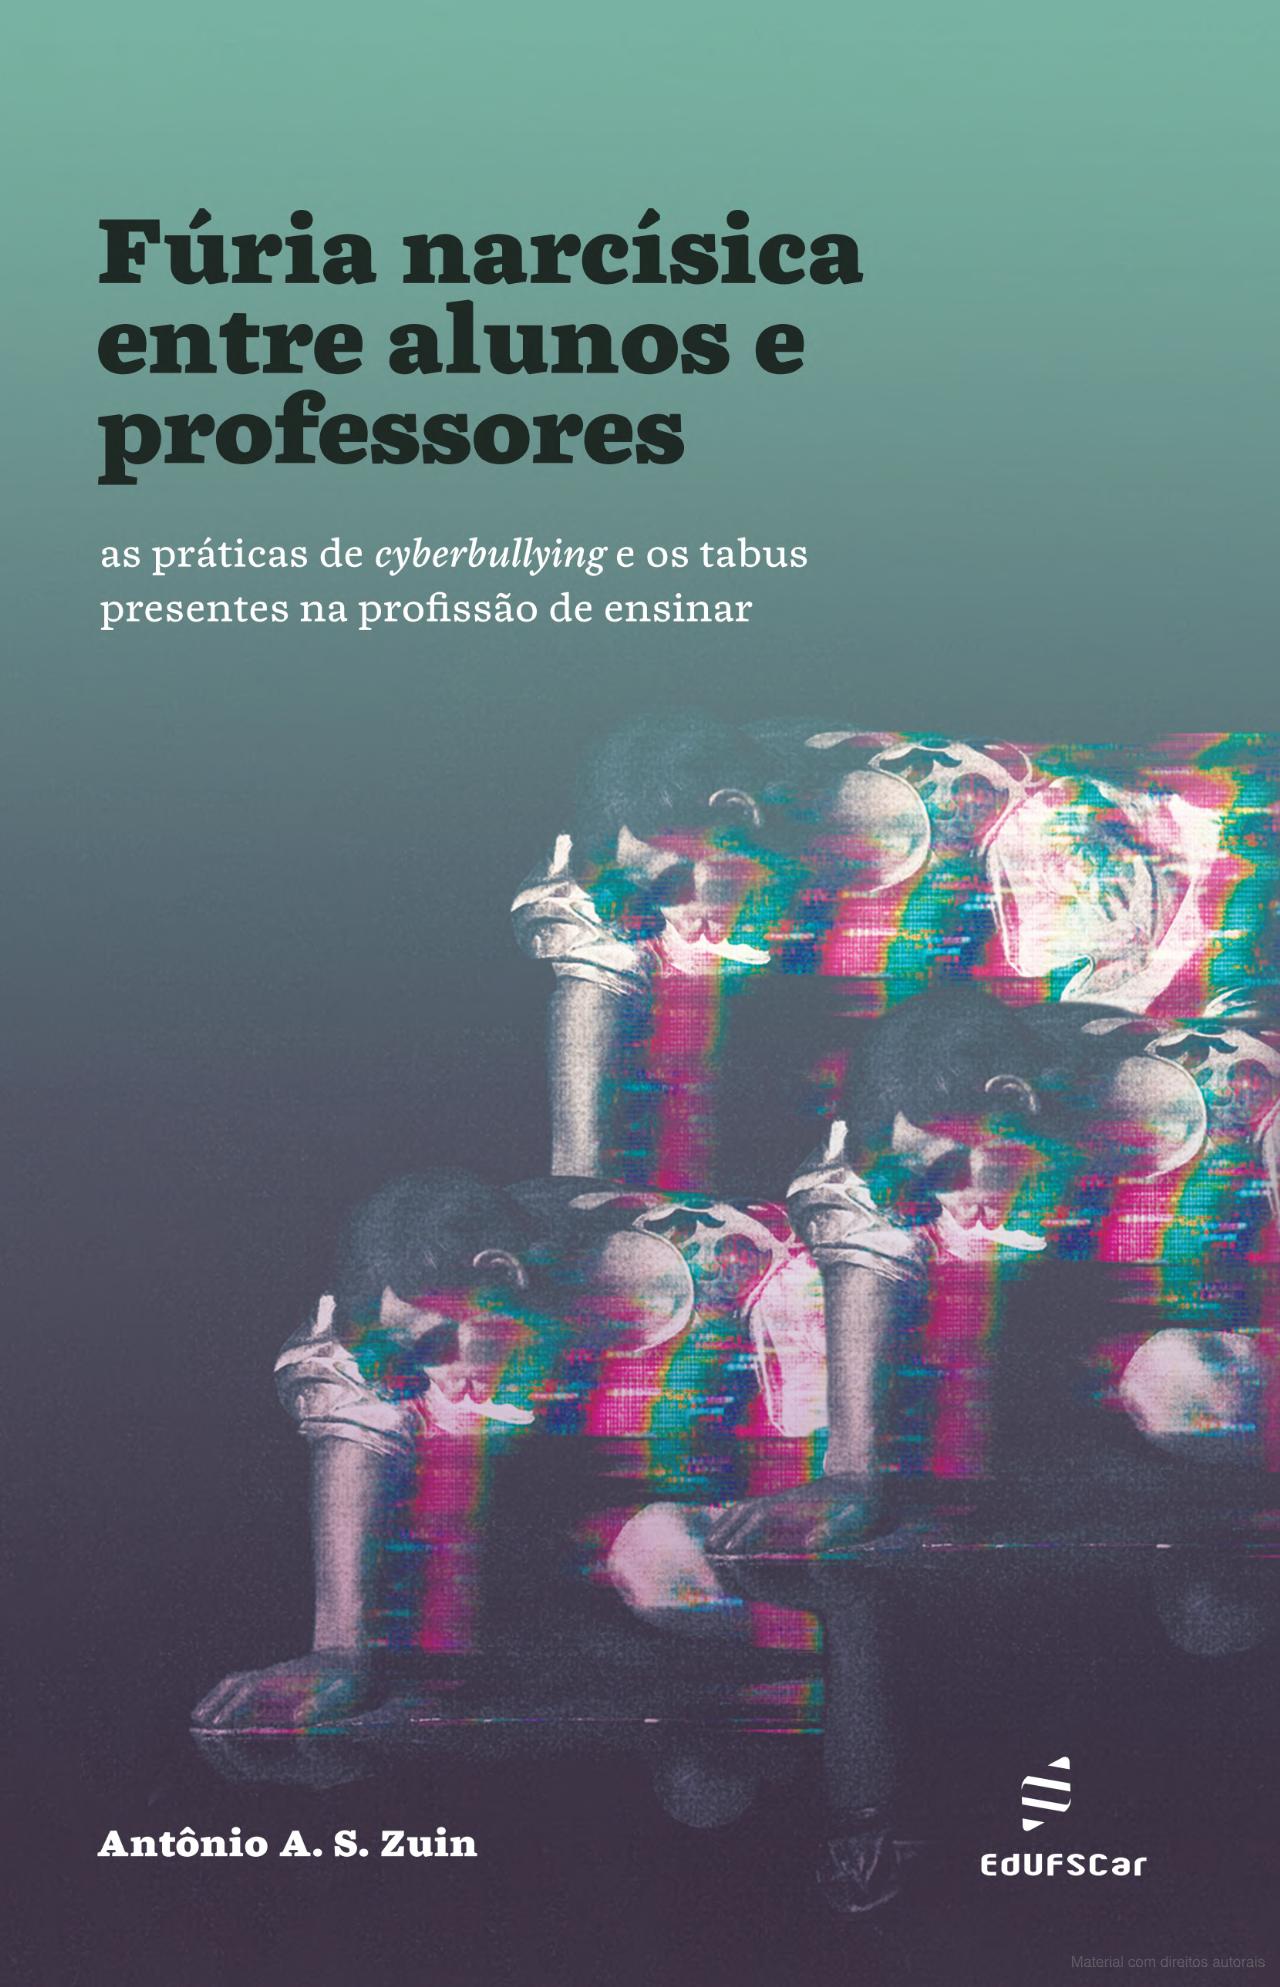 Fúria narcísica
entre alunos e
professores
as práticas de cyberbullying e os tabus
presentes na profissão de ensinar
Antônio A. S. Zuin
EdUFSCar
Material com direitos autorais